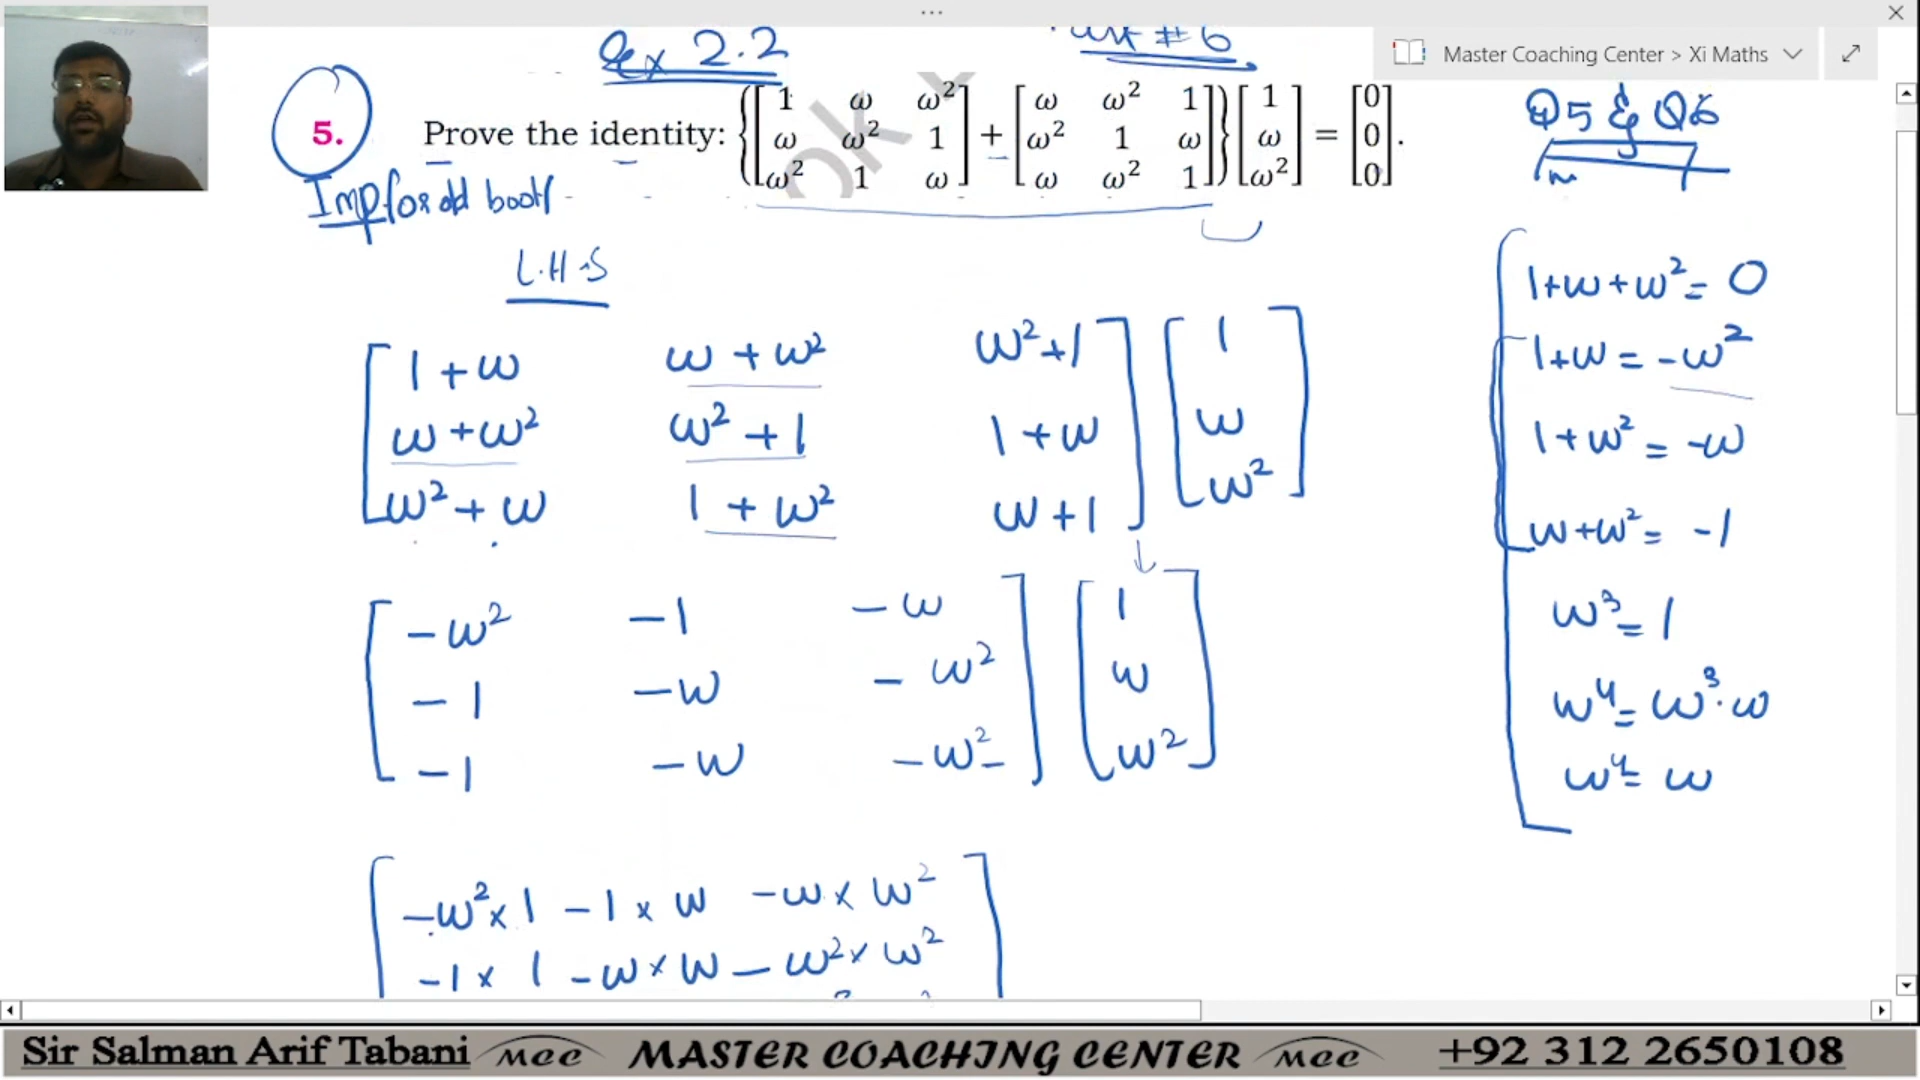 Ex 2.2
# 6
Master Coaching Center > Xi Maths
5. Prove the identity: {[1 ω ω² / ω ω² 1 / ω² 1 ω] + [ω ω² 1 / ω² 1 ω / ω ω² 1]} [1 / ω / ω²] = [0 / 0 / 0].
Q5 & Q6
Imp for old book
L.H.S
[1+ω ω+ω² ω²+1] [1]
[ω+ω² ω²+1 1+ω] [ω]
[ω²+ω 1+ω² ω+1] [ω²]
[-ω² -1 -ω] [1]
[-1 -ω -ω²] [ω]
[-1 -ω -ω²] [ω²]
-ω²×1 -1×ω -ω×ω²
-1×1 -ω×ω -ω²×ω²
1+ω+ω²=0
1+ω=-ω²
1+ω²=-ω
ω+ω²=-1
ω³=1
ω⁴=ω³·ω
ω⁴=ω
Sir Salman Arif Tabani MCC MASTER COACHING CENTER MCC +92 312 2650108